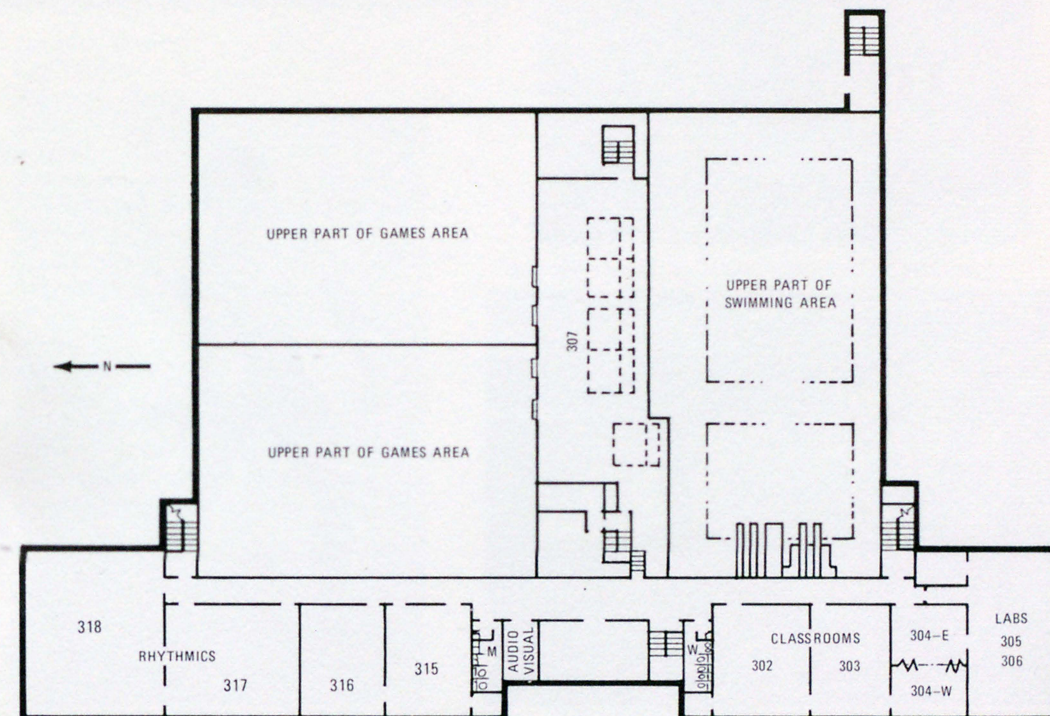 UPPER PART OF GAMES AREA
UPPER PART OF
SWIMMING AREA
307
N
UPPER PART OF GAMES AREA
318
RHYTHMICS
317
316
315
M
AUDIO
VISUAL
W
CLASSROOMS
302
303
304-E
304-W
LABS
305
306